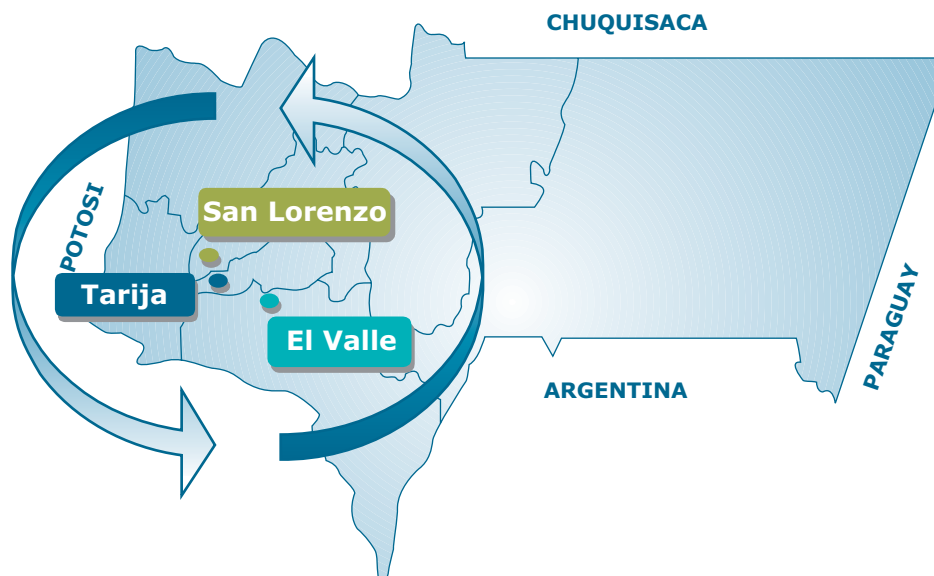 CHUQUISACA
San Lorenzo
POTOSI
Tarija
El Valle
PARAGUAY
ARGENTINA